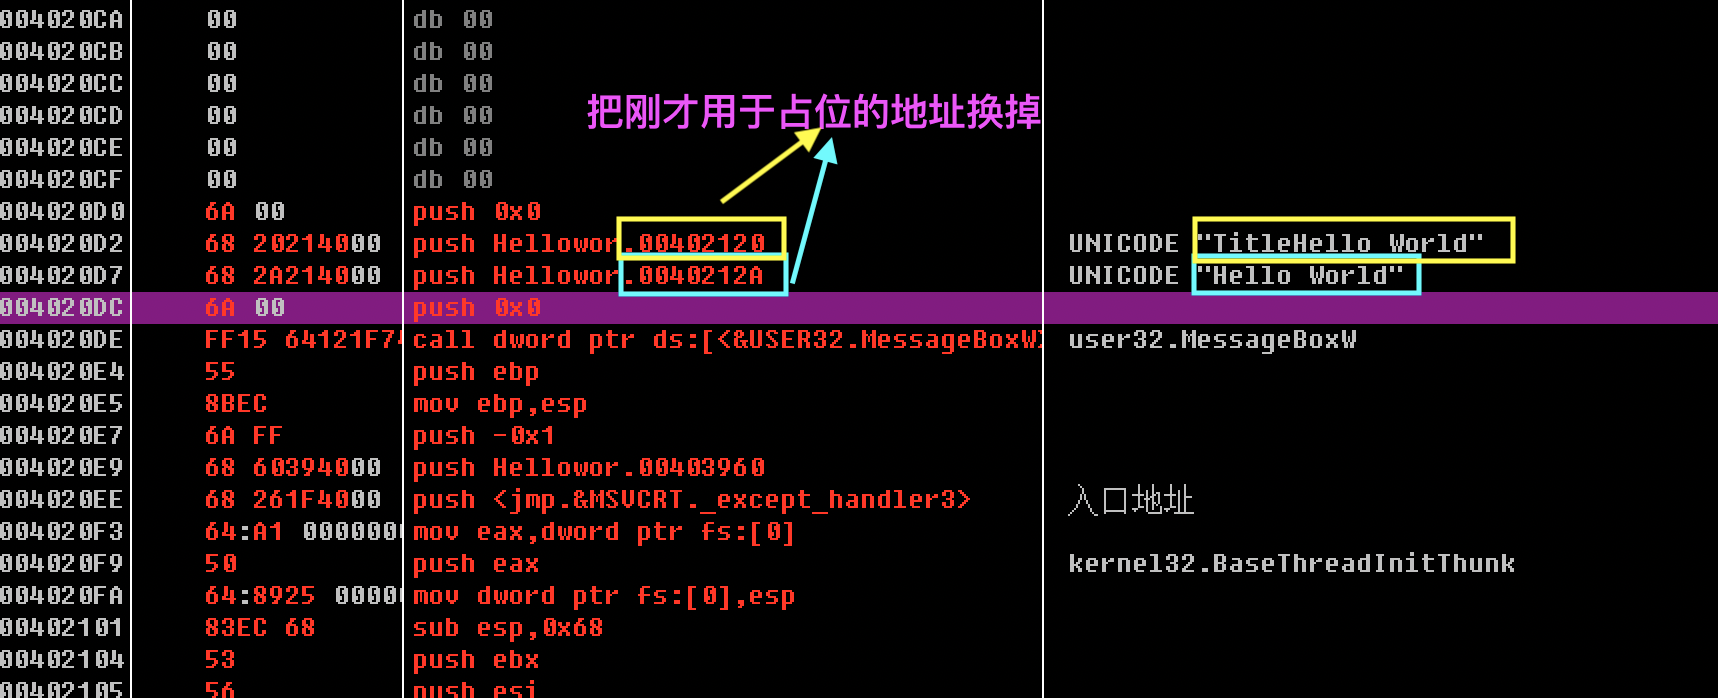 004020CA 00 db 00
004020CB 00 db 00
004020CC 00 db 00
004020CD 00 db 00
把刚才用于占位的地址换掉
004020CE 00 db 00
004020CF 00 db 00
004020D0 6A 00 push 0x0
004020D2 68 20214000 push Hellowor.00402120 UNICODE "TitleHello World"
004020D7 68 2A214000 push Hellowor.0040212A UNICODE "Hello World"
004020DC 6A 00 push 0x0
004020DE FF15 64121F74 call dword ptr ds:[<&USER32.MessageBoxW> user32.MessageBoxW
004020E4 55 push ebp
004020E5 8BEC mov ebp,esp
004020E7 6A FF push -0x1
004020E9 68 60394000 push Hellowor.00403960
004020EE 68 261F4000 push <jmp.&MSVCRT._except_handler3> 入口地址
004020F3 64:A1 0000000 mov eax,dword ptr fs:[0]
004020F9 50 push eax kernel32.BaseThreadInitThunk
004020FA 64:8925 0000 mov dword ptr fs:[0],esp
00402101 83EC 68 sub esp,0x68
00402104 53 push ebx
00402105 56 push esi